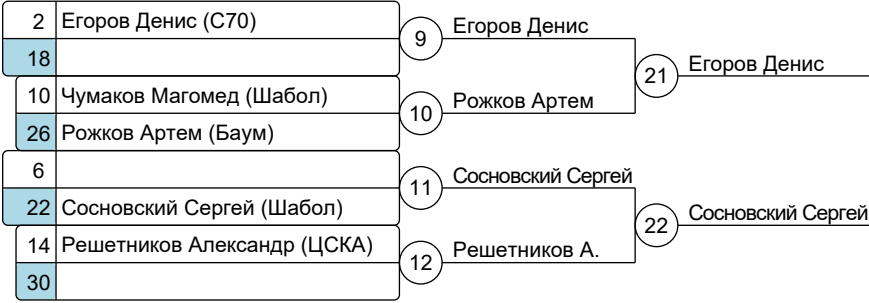 2 Егоров Денис (С70)
18
9
Егоров Денис
10 Чумаков Магомед (Шабол)
26 Рожков Артем (Баум)
10
Рожков Артем
21
Егоров Денис
6
22 Сосновский Сергей (Шабол)
11
Сосновский Сергей
14 Решетников Александр (ЦСКА)
30
12
Решетников А.
22
Сосновский Сергей